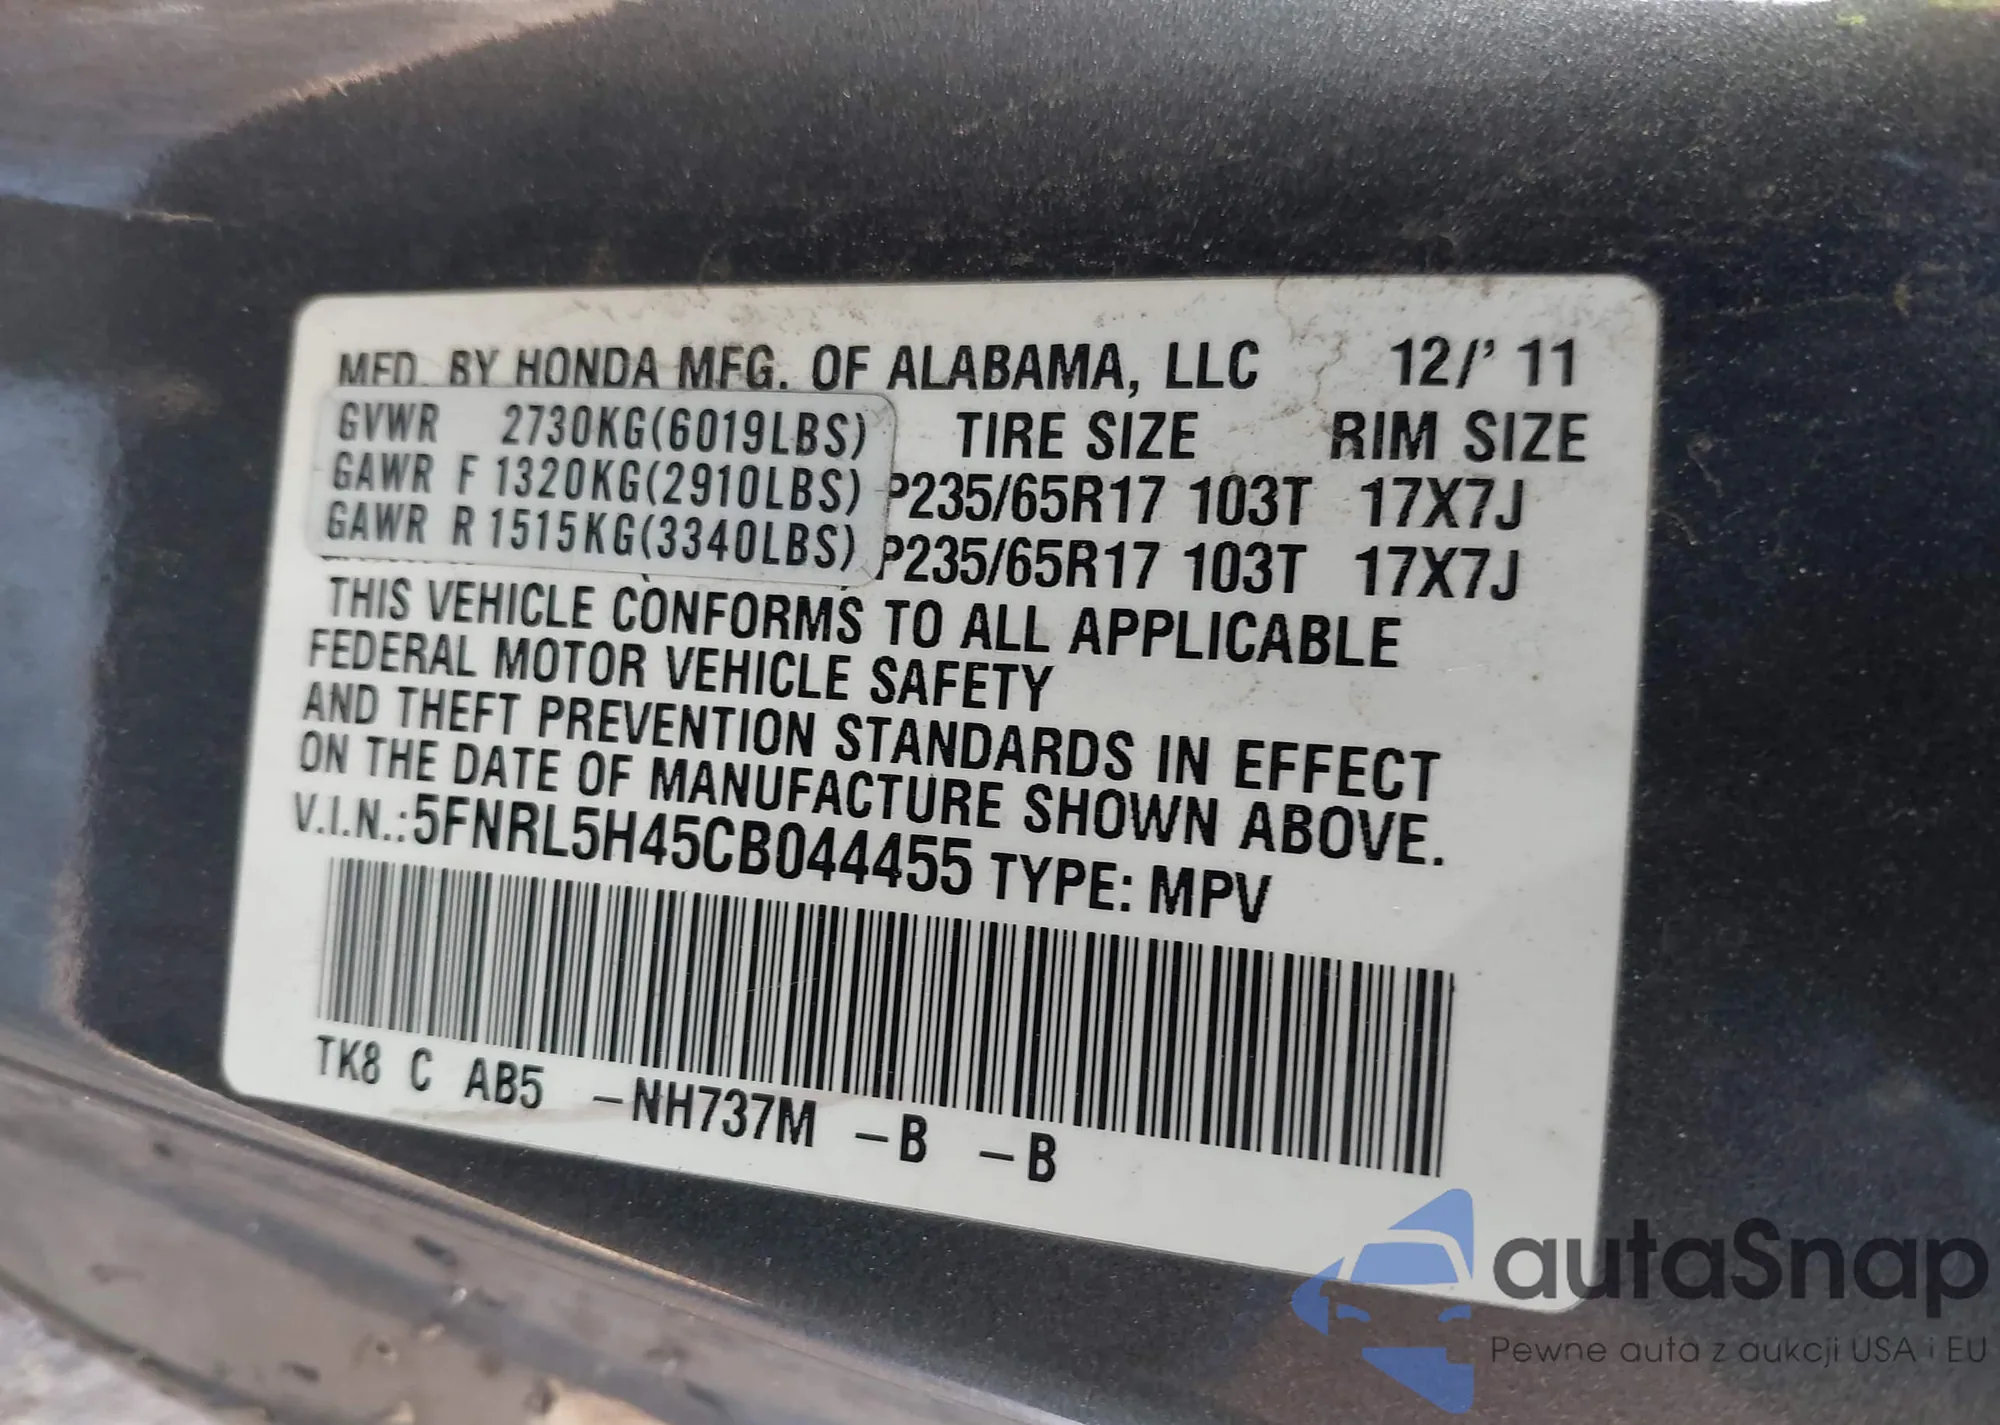 MFD. BY HONDA MFG. OF ALABAMA, LLC 12/' 11
GVWR 2730KG(6019LBS) TIRE SIZE RIM SIZE
GAWR F 1320KG(2910LBS) P235/65R17 103T 17X7J
GAWR R 1515KG(3340LBS) P235/65R17 103T 17X7J
THIS VEHICLE CONFORMS TO ALL APPLICABLE
FEDERAL MOTOR VEHICLE SAFETY
AND THEFT PREVENTION STANDARDS IN EFFECT
ON THE DATE OF MANUFACTURE SHOWN ABOVE.
V.I.N.:5FNRL5H45CB044455 TYPE: MPV
TK8 C AB5 –NH737M –B –B
autaSnap
Pewne auta z aukcji USA i EU